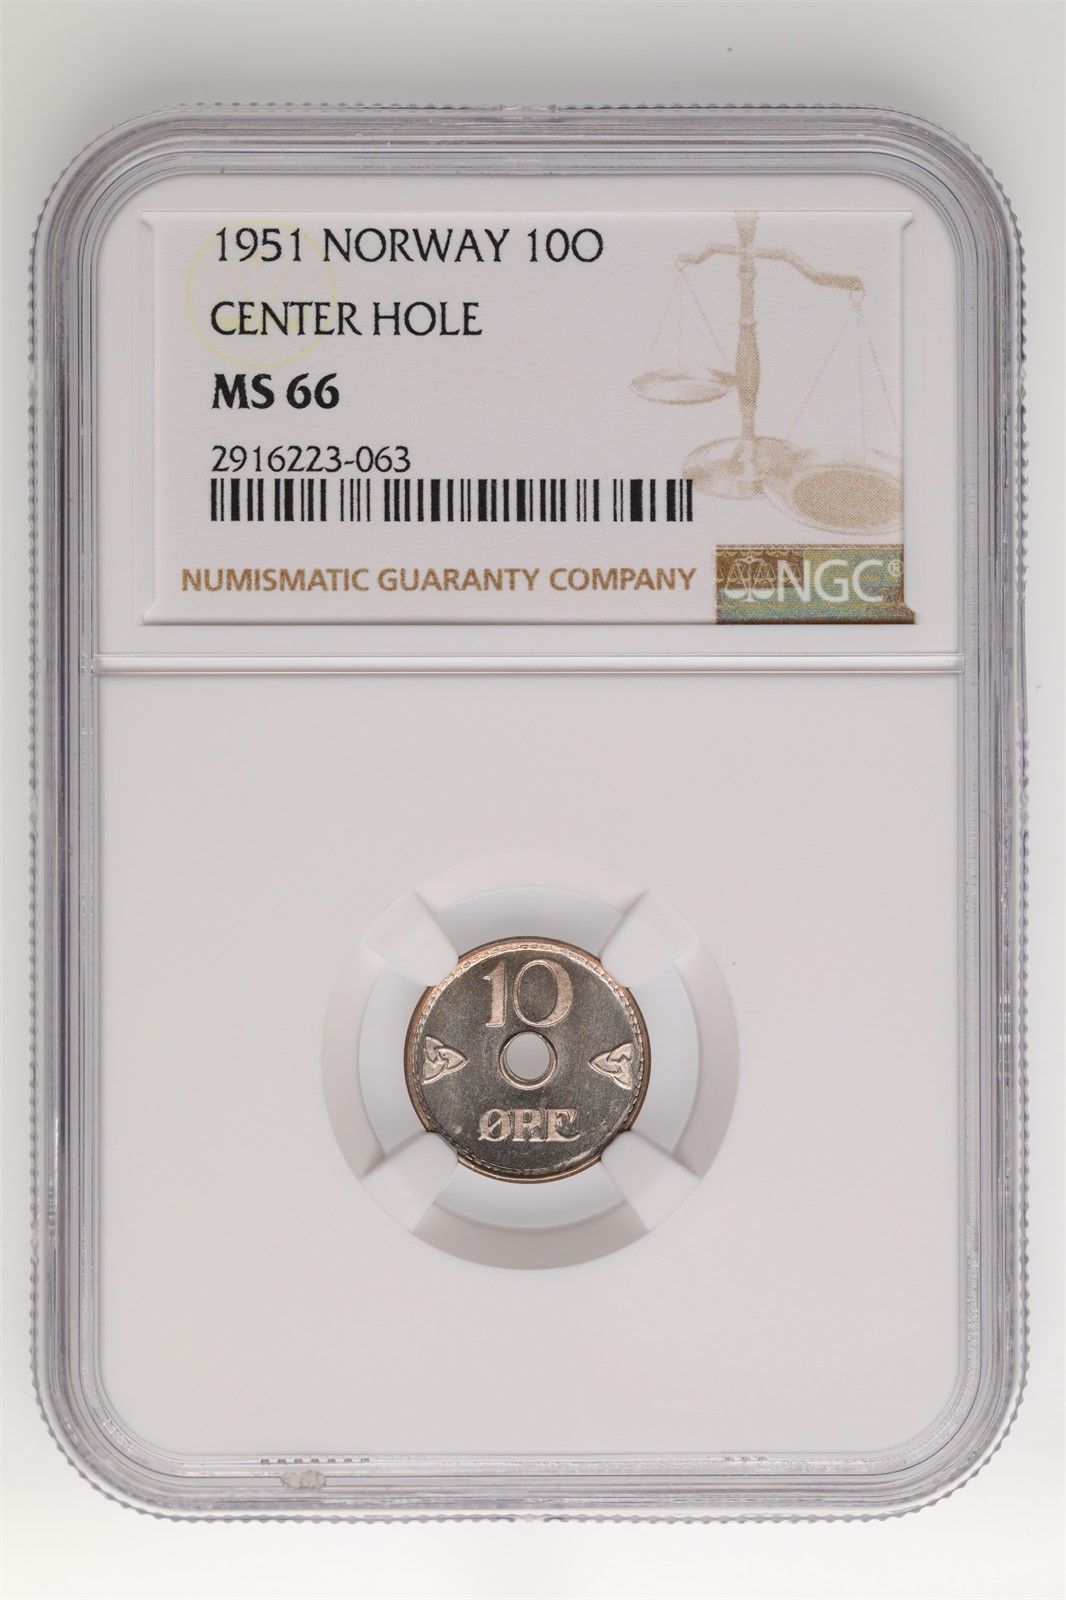 1951 NORWAY 10O
CENTER HOLE
MS 66
2916223-063
NUMISMATIC GUARANTY COMPANY
NGC®
10
ØRE